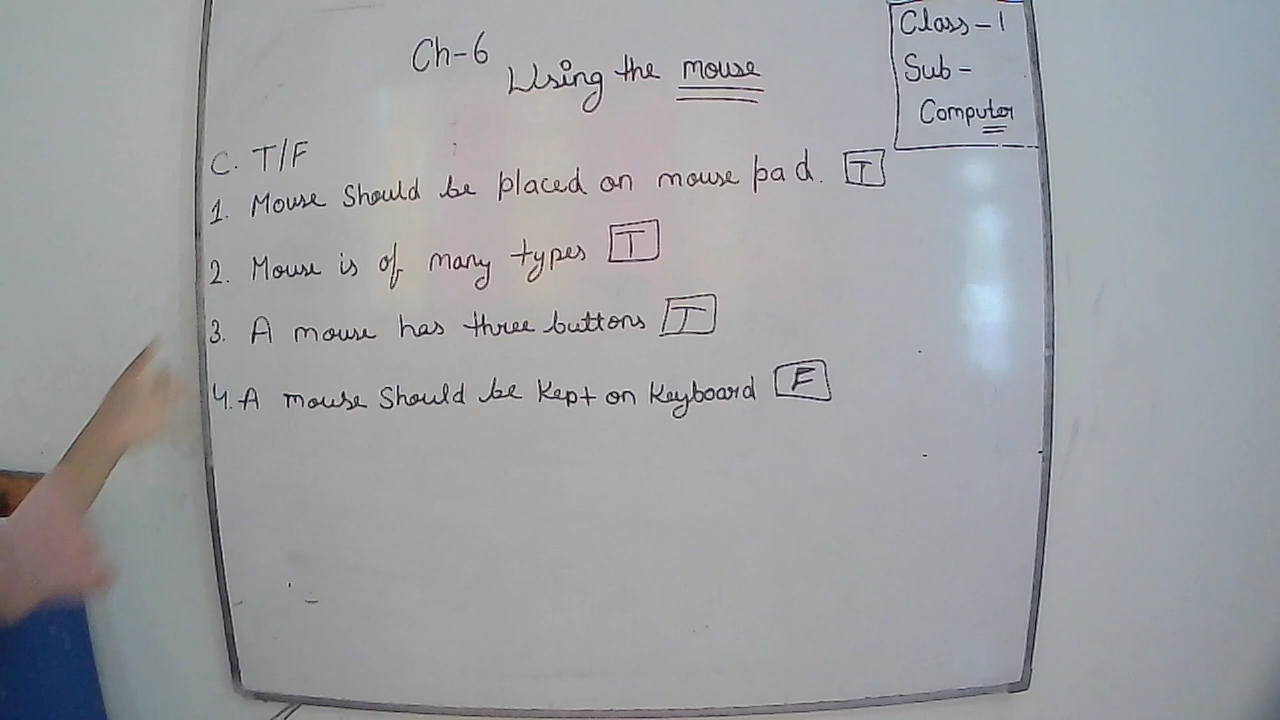 Ch-6
Using the mouse
Class-1
Sub-
Computer
C. T/F
1. Mouse Should be placed on mouse pad. T
2. Mouse is of many types T
3. A mouse has three buttons T
4. A mouse Should be Kept on Keyboard F